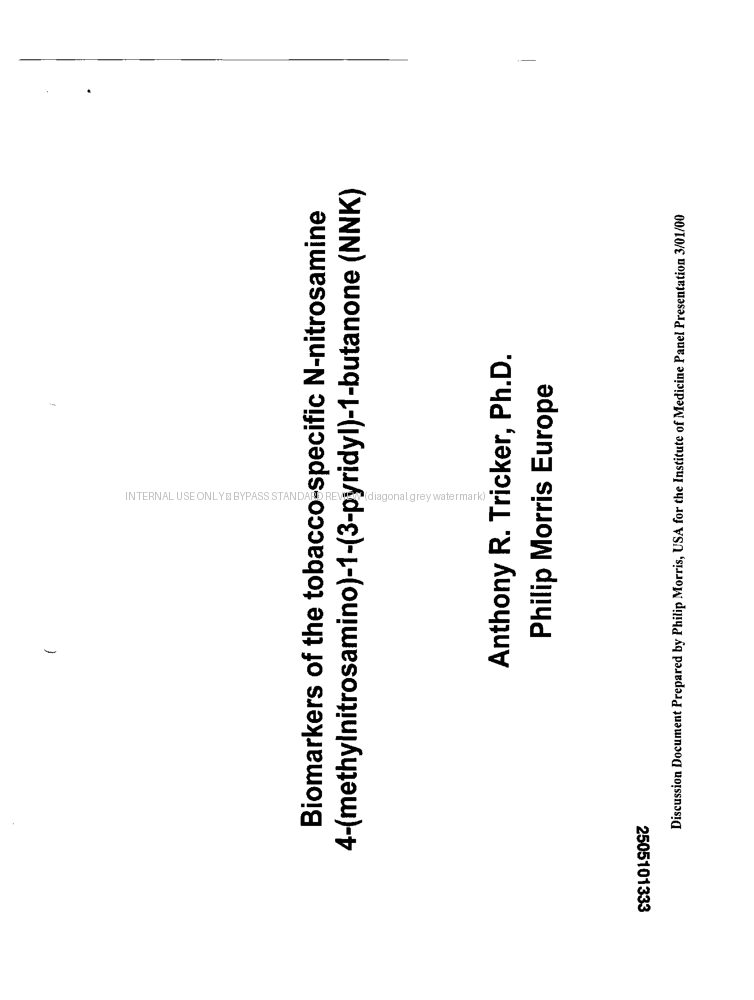 Biomarkers of the tobacco-specific N-nitrosamine
4-(methylnitrosamino)-1-(3-pyridyl)-1-butanone (NNK)
Anthony R. Tricker, Ph.D.
Philip Morris Europe
Discussion Document Prepared by Philip Morris, USA for the Institute of Medicine Panel Presentation 3/01/00
2505101333
INTERNAL USE ONLY BYPASS STANDARD REVIEW (diagonal grey watermark)